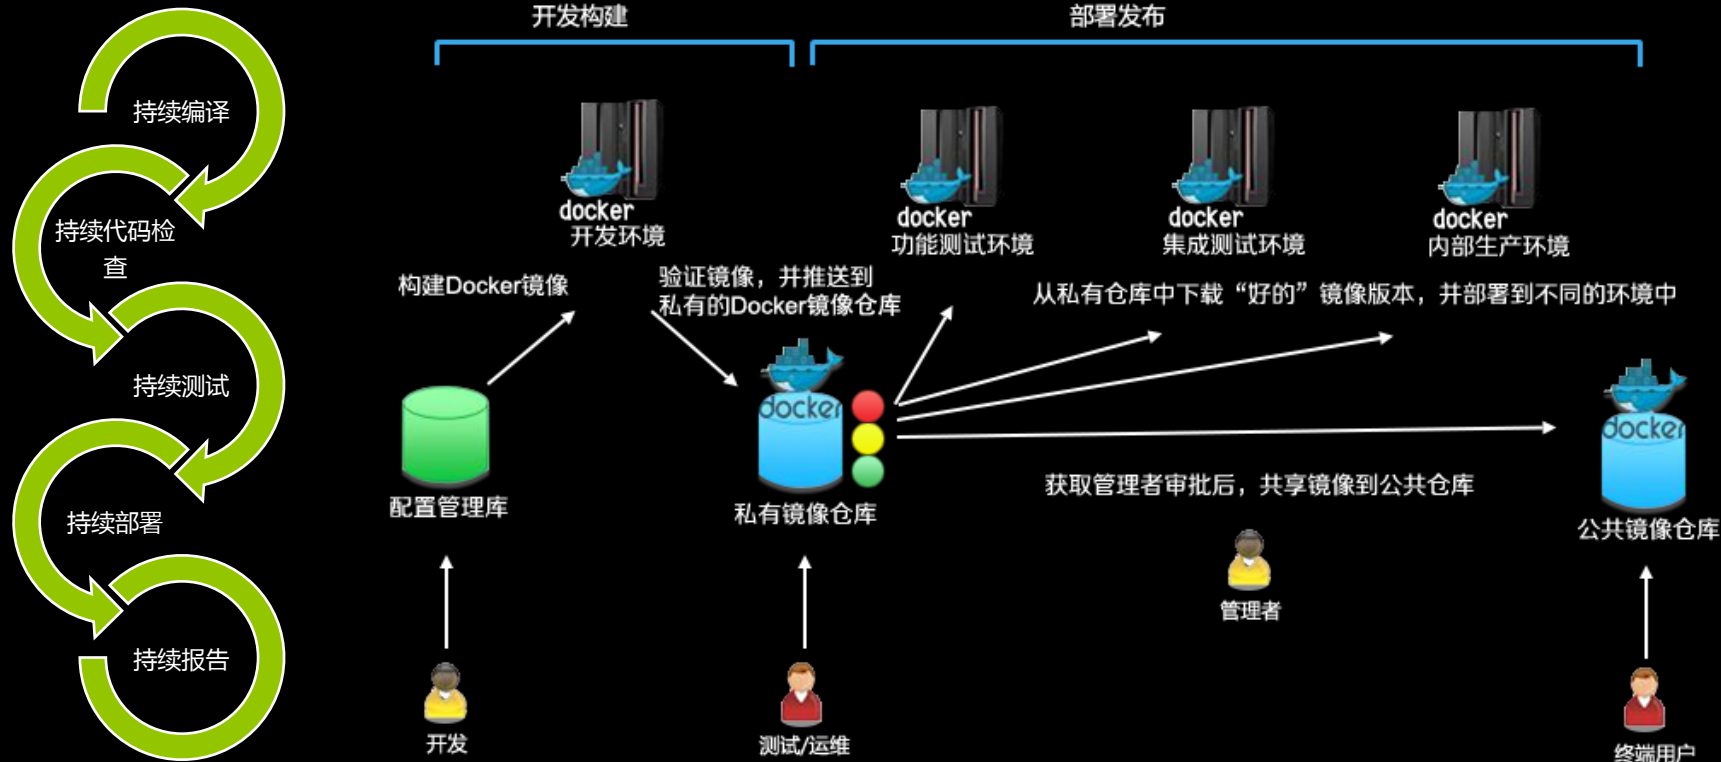 开发构建
部署发布
持续编译
持续代码检
查
持续测试
持续部署
持续报告
docker
开发环境
docker
功能测试环境
docker
集成测试环境
docker
内部生产环境
构建Docker镜像
验证镜像，并推送到
私有的Docker镜像仓库
从私有仓库中下载“好的”镜像版本，并部署到不同的环境中
docker
docker
配置管理库
私有镜像仓库
获取管理者审批后，共享镜像到公共仓库
公共镜像仓库
管理者
开发
测试/运维
终端用户